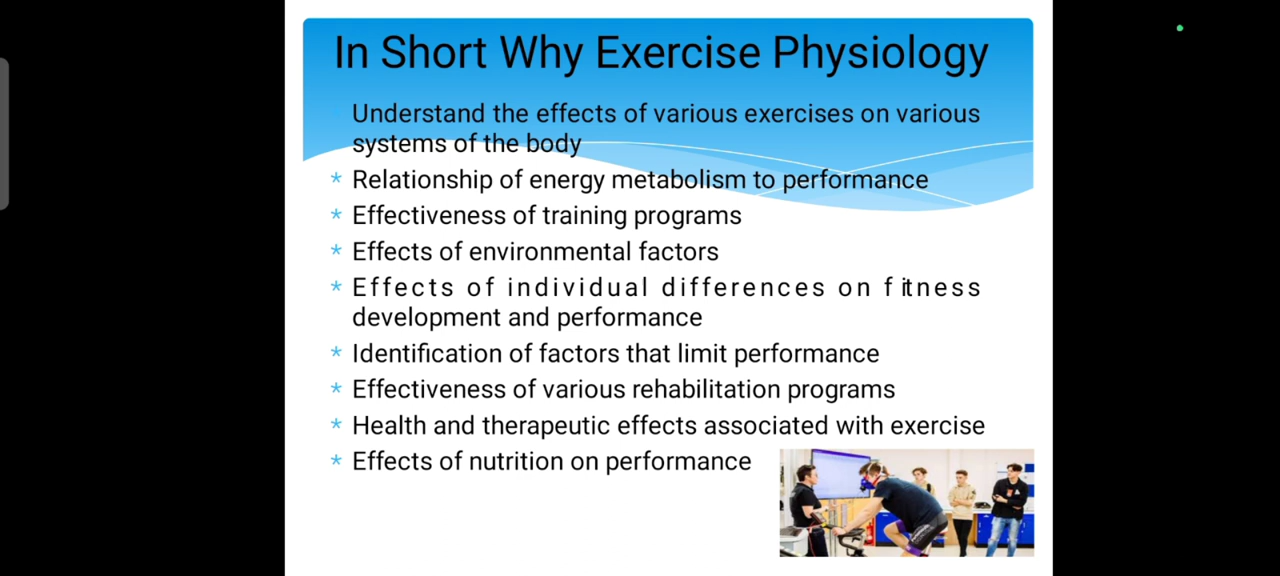 In Short Why Exercise Physiology
Understand the effects of various exercises on various
systems of the body
* Relationship of energy metabolism to performance
* Effectiveness of training programs
* Effects of environmental factors
* Effects of individual differences on fitness
development and performance
* Identification of factors that limit performance
* Effectiveness of various rehabilitation programs
* Health and therapeutic effects associated with exercise
* Effects of nutrition on performance